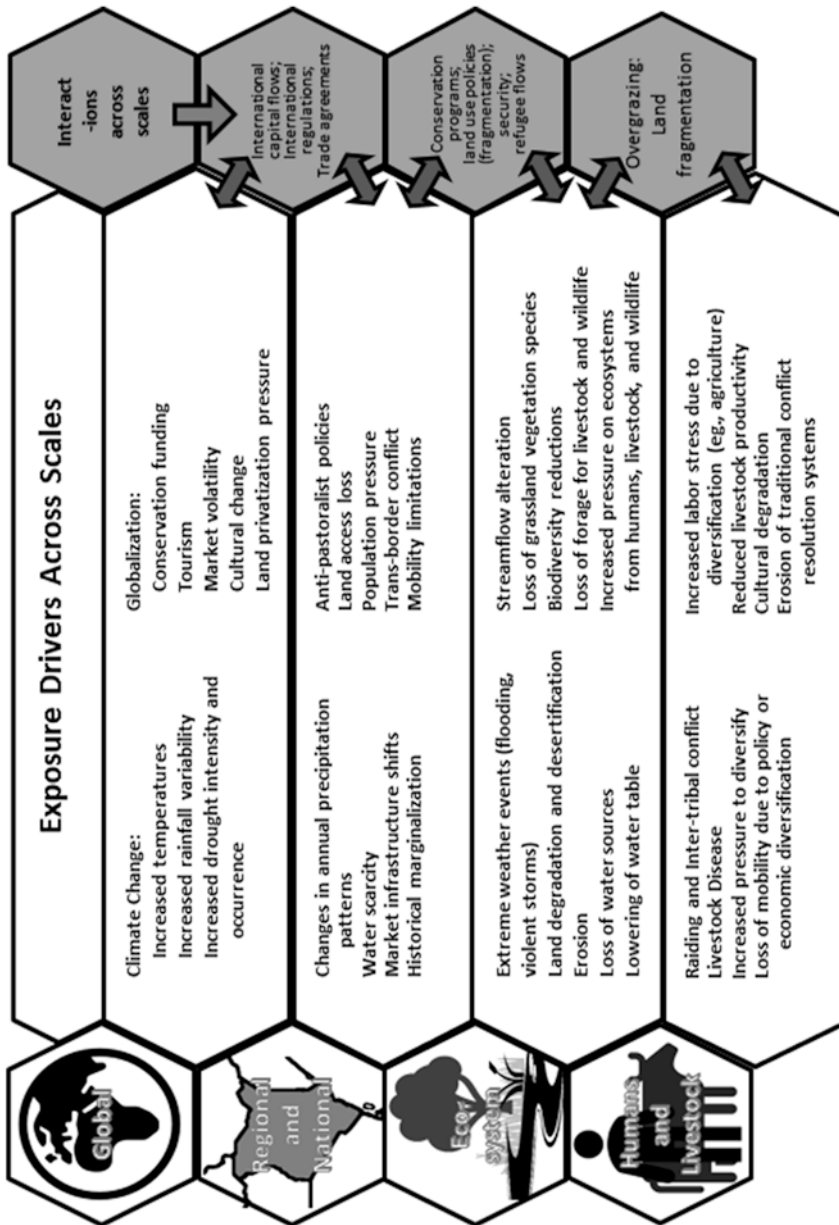 Exposure Drivers Across Scales
Interact
-ions
across
scales
Global
Climate Change:
Increased temperatures
Increased rainfall variability
Increased drought intensity and
occurrence
Globalization:
Conservation funding
Tourism
Market volatility
Cultural change
Land privatization pressure
International
capital flows;
International
regulations;
Trade agreements
Regional
and
National
Changes in annual precipitation
patterns
Water scarcity
Market infrastructure shifts
Historical marginalization
Anti-pastoralist policies
Land access loss
Population pressure
Trans-border conflict
Mobility limitations
Conservation
programs;
land use policies
(fragmentation);
security;
refugee flows
Eco-
system
Extreme weather events (flooding,
violent storms)
Land degradation and desertification
Erosion
Loss of water sources
Lowering of water table
Streamflow alteration
Loss of grassland vegetation species
Biodiversity reductions
Loss of forage for livestock and wildlife
Increased pressure on ecosystems
from humans, livestock, and wildlife
Overgrazing:
Land
fragmentation
Humans
and
Livestock
Raiding and Inter-tribal conflict
Livestock Disease
Increased pressure to diversify
Loss of mobility due to policy or
economic diversification
Increased labor stress due to
diversification (eg., agriculture)
Reduced livestock productivity
Cultural degradation
Erosion of traditional conflict
resolution systems